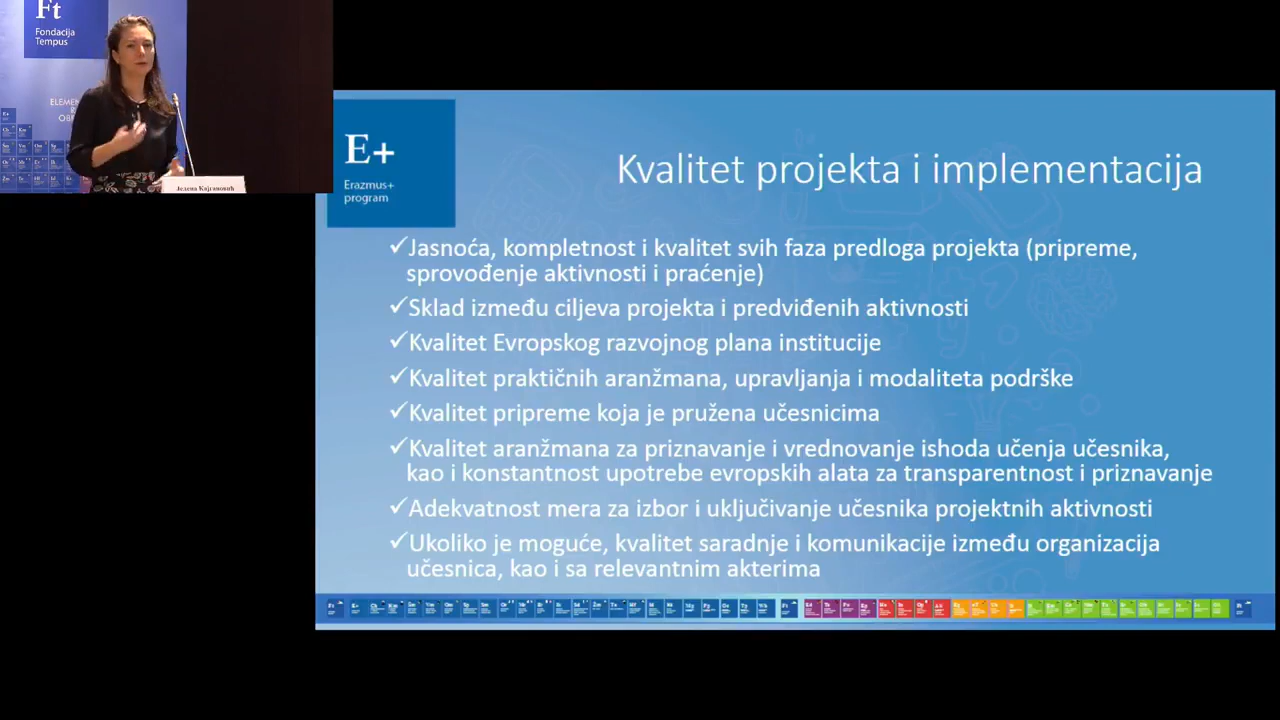 Ft
Fondacija
Tempus
Јелена Којгановић
E+
Erasmus+
program
Kvalitet projekta i implementacija
✓Jasnoća, kompletnost i kvalitet svih faza predloga projekta (pripreme,
sprovođenje aktivnosti i praćenje)
✓Sklad između ciljeva projekta i predviđenih aktivnosti
✓Kvalitet Evropskog razvojnog plana institucije
✓Kvalitet praktičnih aranžmana, upravljanja i modaliteta podrške
✓Kvalitet pripreme koja je pružena učesnicima
✓Kvalitet aranžmana za priznavanje i vrednovanje ishoda učenja učesnika,
kao i konstantnost upotrebe evropskih alata za transparentnost i priznavanje
✓Adekvatnost mera za izbor i uključivanje učesnika projektnih aktivnosti
✓Ukoliko je moguće, kvalitet saradnje i komunikacije između organizacija
učesnica, kao i sa relevantnim akterima